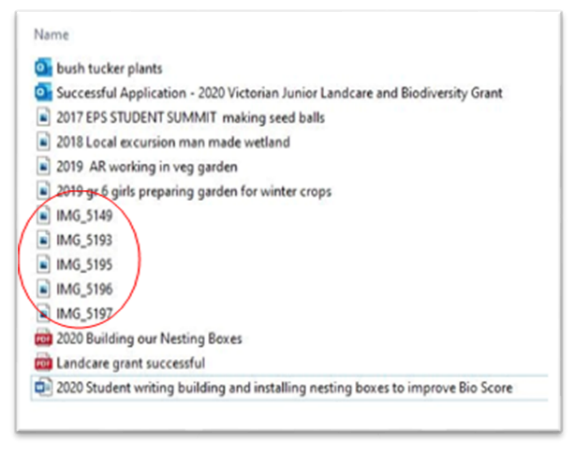 Name
bush tucker plants
Successful Application - 2020 Victorian Junior Landcare and Biodiversity Grant
2017 EPS STUDENT SUMMIT  making seed balls
2018 Local excursion man made wetland
2019  AR working in veg garden
2019 gr 6 girls preparing garden for winter crops
IMG_5149
IMG_5193
IMG_5195
IMG_5196
IMG_5197
PDF 2020 Building our Nesting Boxes
PDF Landcare grant successful
2020 Student writing building and installing nesting boxes to improve Bio Score